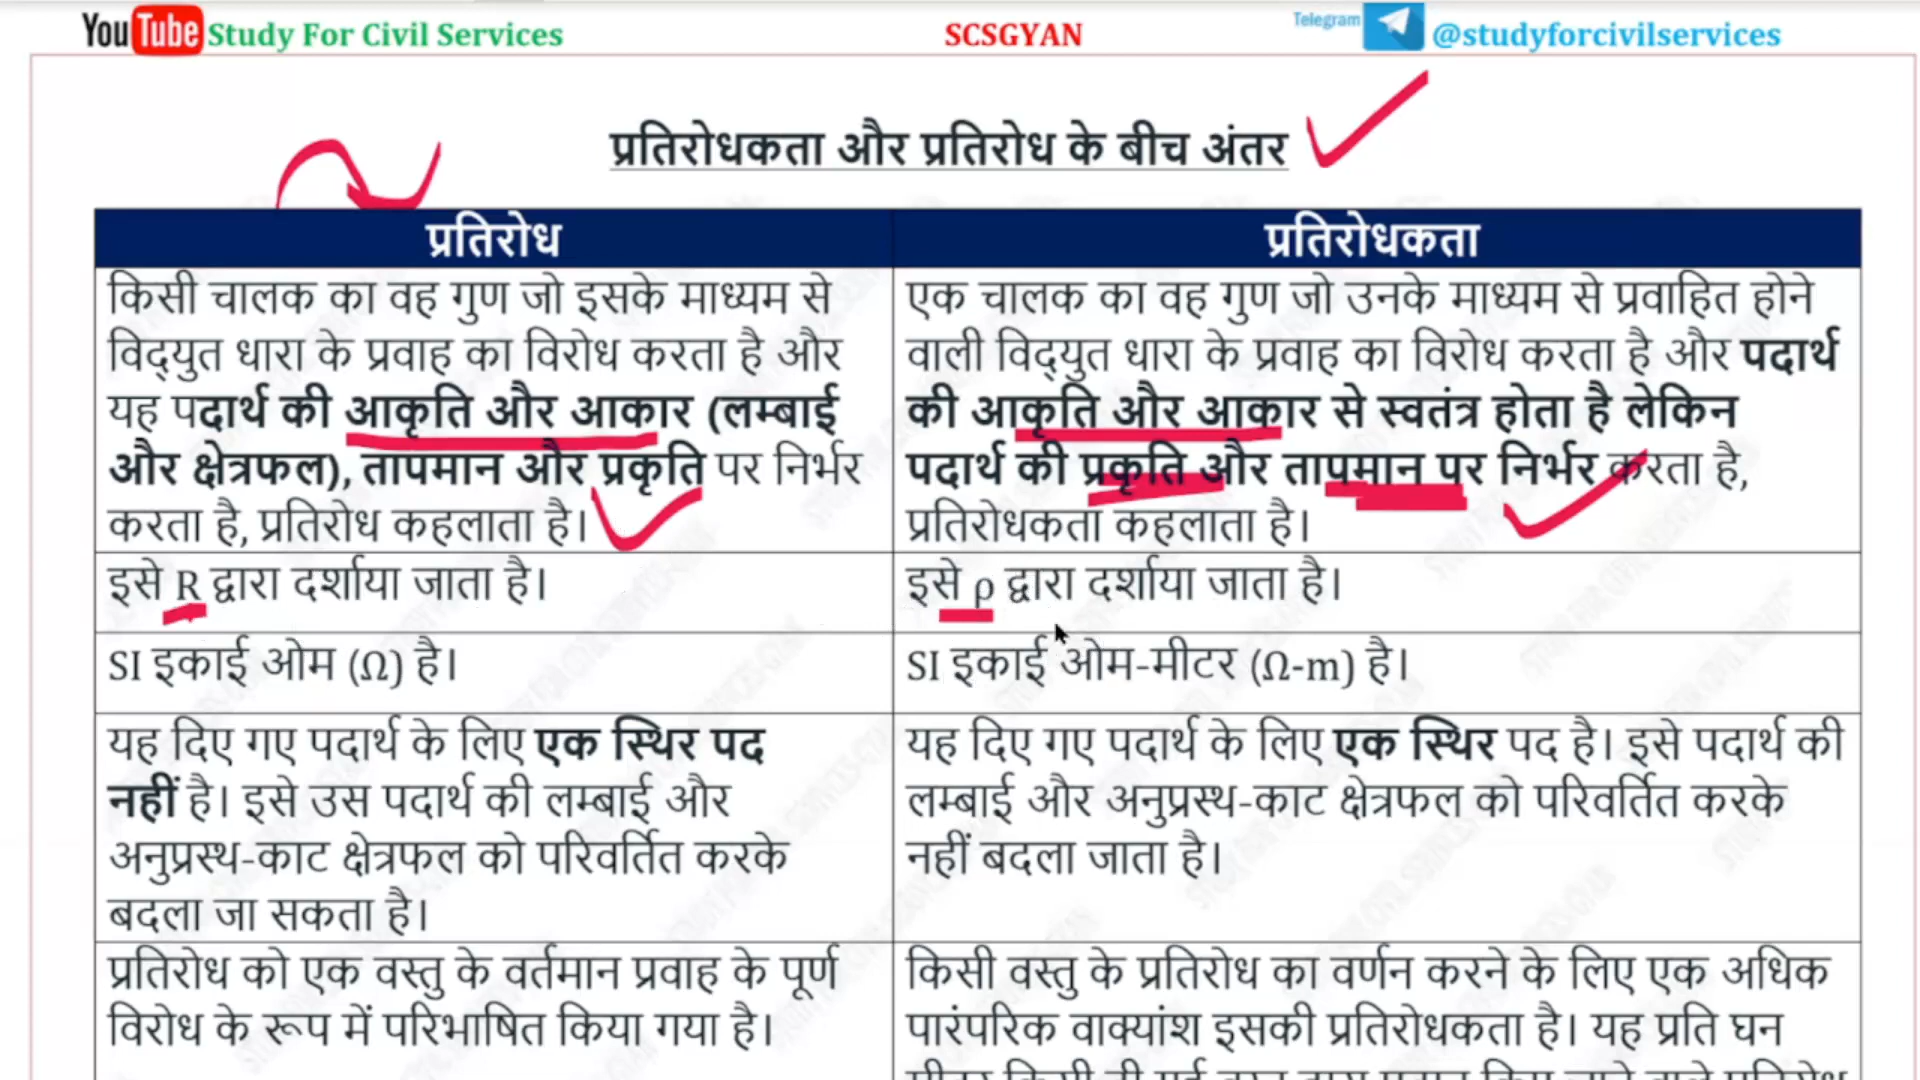 YouTube Study For Civil Services
SCSGYAN
Telegram
@studyforcivilservices
प्रतिरोधकता और प्रतिरोध के बीच अंतर
प्रतिरोध
किसी चालक का वह गुण जो इसके माध्यम से
विद्युत धारा के प्रवाह का विरोध करता है और
यह पदार्थ की आकृति और आकार (लम्बाई
और क्षेत्रफल), तापमान और प्रकृति पर निर्भर
करता है, प्रतिरोध कहलाता है।
प्रतिरोधकता
एक चालक का वह गुण जो उनके माध्यम से प्रवाहित होने
वाली विद्युत धारा के प्रवाह का विरोध करता है और पदार्थ
की आकृति और आकार से स्वतंत्र होता है लेकिन
पदार्थ की प्रकृति और तापमान पर निर्भर करता है,
प्रतिरोधकता कहलाता है।
इसे R द्वारा दर्शाया जाता है।
इसे ρ द्वारा दर्शाया जाता है।
SI इकाई ओम (Ω) है।
SI इकाई ओम-मीटर (Ω-m) है।
यह दिए गए पदार्थ के लिए एक स्थिर पद
नहीं है। इसे उस पदार्थ की लम्बाई और
अनुप्रस्थ-काट क्षेत्रफल को परिवर्तित करके
बदला जा सकता है।
यह दिए गए पदार्थ के लिए एक स्थिर पद है। इसे पदार्थ की
लम्बाई और अनुप्रस्थ-काट क्षेत्रफल को परिवर्तित करके
नहीं बदला जाता है।
प्रतिरोध को एक वस्तु के वर्तमान प्रवाह के पूर्ण
विरोध के रूप में परिभाषित किया गया है।
किसी वस्तु के प्रतिरोध का वर्णन करने के लिए एक अधिक
पारंपरिक वाक्यांश इसकी प्रतिरोधकता है। यह प्रति घन